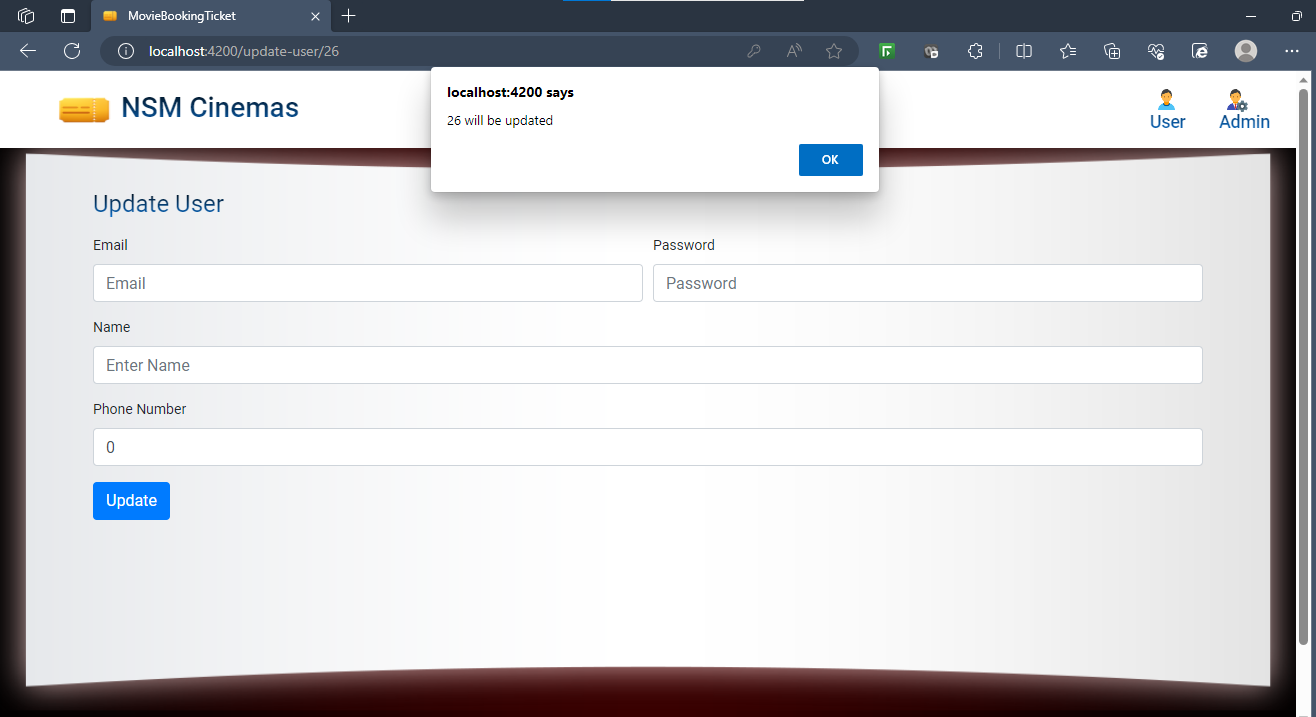 MovieBookingTicket
localhost:4200/update-user/26
localhost:4200 says
26 will be updated
OK
NSM Cinemas
User
Admin
Update User
Email
Password
Email
Password
Name
Enter Name
Phone Number
0
Update